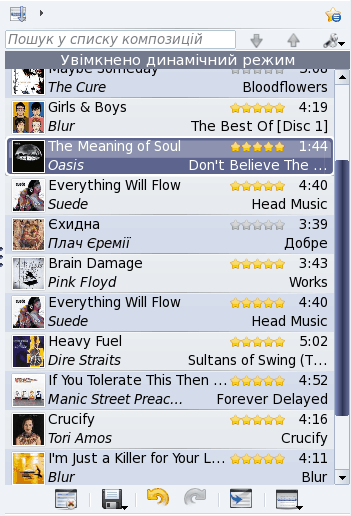 Пошук у списку композицій
Увімкнено динамічний режим
Maybe Someday 5:08
The Cure Bloodflowers
Girls & Boys 4:19
Blur The Best Of [Disc 1]
The Meaning of Soul 1:44
Oasis Don't Believe The ...
Everything Will Flow 4:40
Suede Head Music
Єхидна 3:39
Плач Єремії Добре
Brain Damage 3:43
Pink Floyd Works
Everything Will Flow 4:40
Suede Head Music
Heavy Fuel 5:02
Dire Straits Sultans of Swing (T...
If You Tolerate This Then ... 4:52
Manic Street Preac... Forever Delayed
Crucify 4:16
Tori Amos Crucify
I'm Just a Killer for Your L... 4:11
Blur Blur